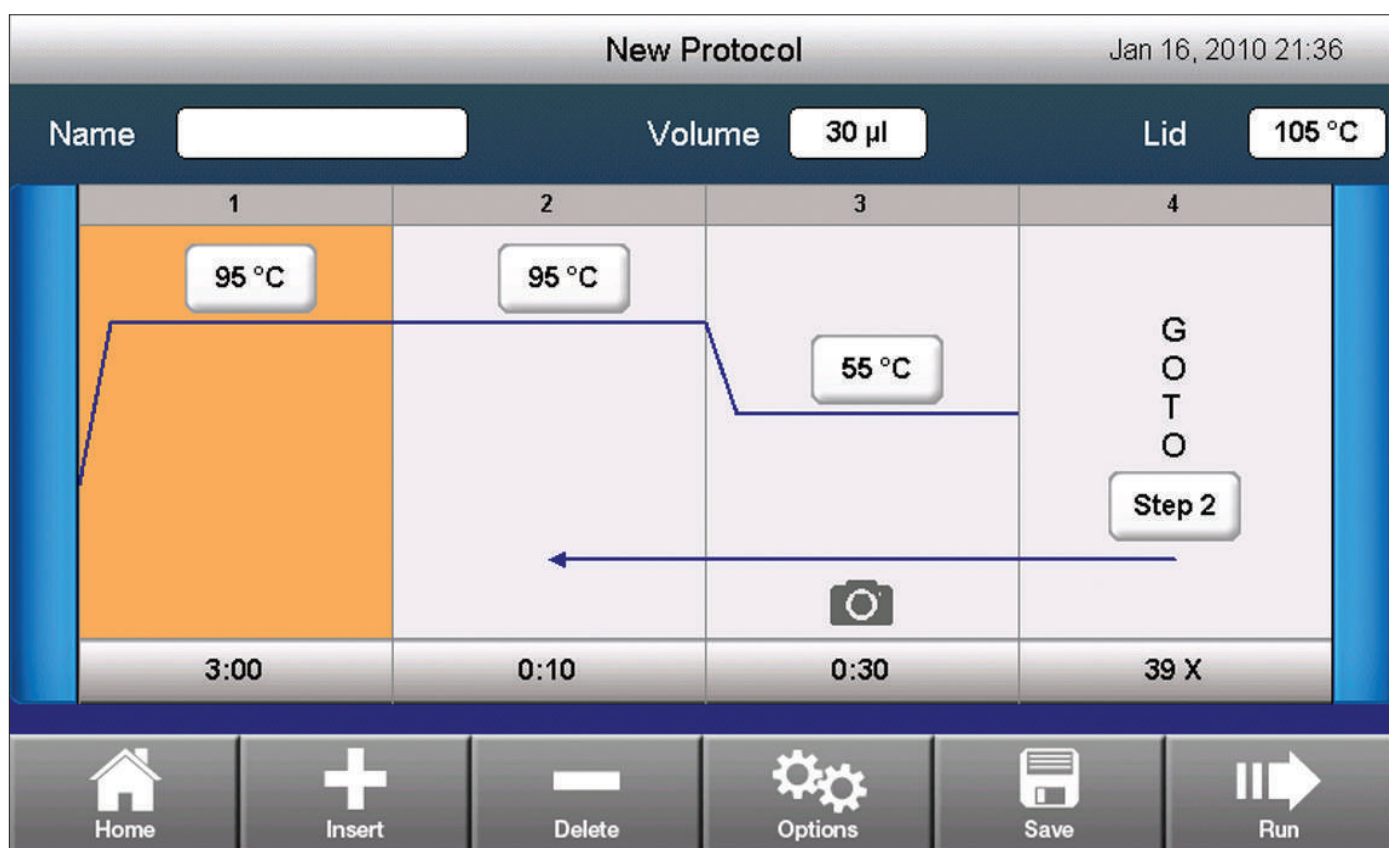 New Protocol Jan 16, 2010 21:36
Name Volume 30 µl Lid 105 °C
1 2 3 4
95 °C 95 °C 55 °C
G
O
T
O
Step 2
3:00 0:10 0:30 39 X
Home Insert Delete Options Save Run